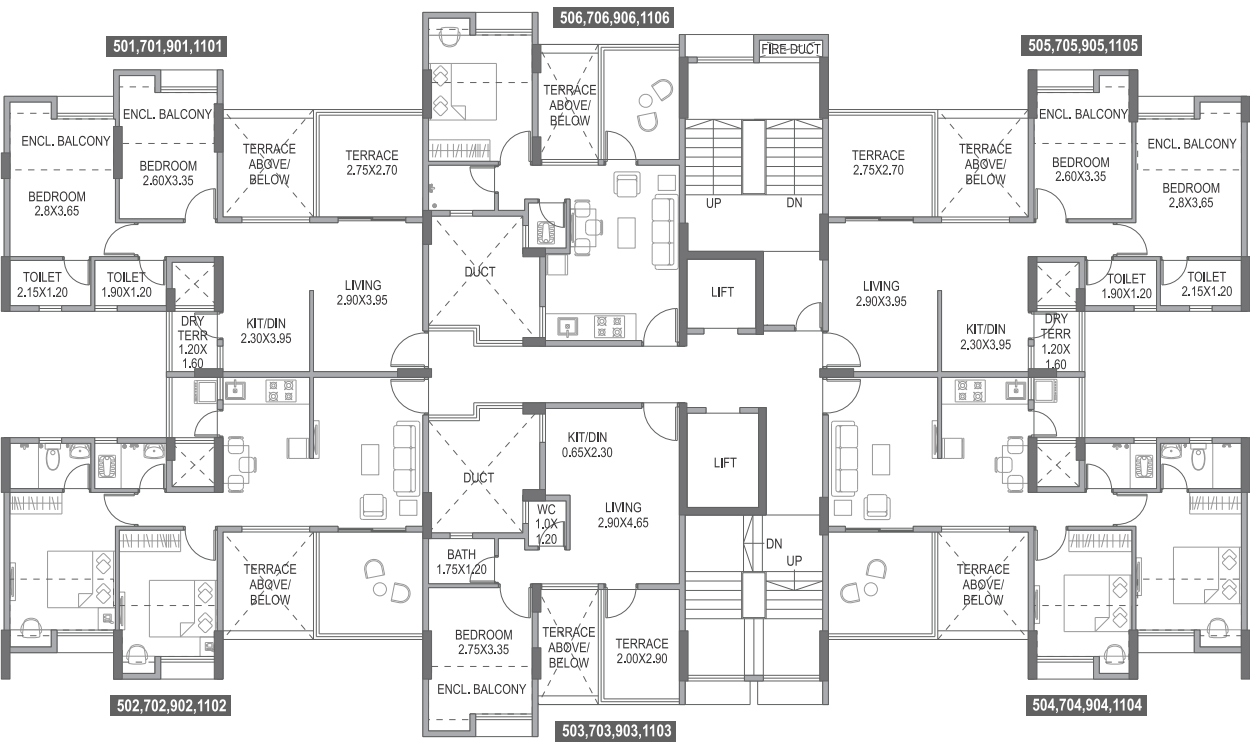 506,706,906,1106
501,701,901,1101
505,705,905,1105
FIRE DUCT
TERRACE
ABOVE/
BELOW
ENCL. BALCONY
ENCL. BALCONY
BEDROOM
2.60X3.35
BEDROOM
2.8X3.65
TERRACE
ABOVE/
BELOW
TERRACE
2.75X2.70
UP
DN
TERRACE
2.75X2.70
TERRACE
ABOVE/
BELOW
ENCL. BALCONY
ENCL. BALCONY
BEDROOM
2.60X3.35
BEDROOM
2.8X3.65
TOILET
2.15X1.20
TOILET
1.90X1.20
LIVING
2.90X3.95
KIT/DIN
2.30X3.95
DRY
TERR
1.20X
1.60
DUCT
LIFT
LIVING
2.90X3.95
KIT/DIN
2.30X3.95
DRY
TERR
1.20X
1.60
TOILET
1.90X1.20
TOILET
2.15X1.20
DUCT
KIT/DIN
0.65X2.30
LIFT
WC
1.0X
1.20
LIVING
2.90X4.65
BATH
1.75X1.20
DN
UP
TERRACE
ABOVE/
BELOW
BEDROOM
2.75X3.35
ENCL. BALCONY
TERRACE
ABOVE/
BELOW
TERRACE
2.00X2.90
TERRACE
ABOVE/
BELOW
502,702,902,1102
503,703,903,1103
504,704,904,1104